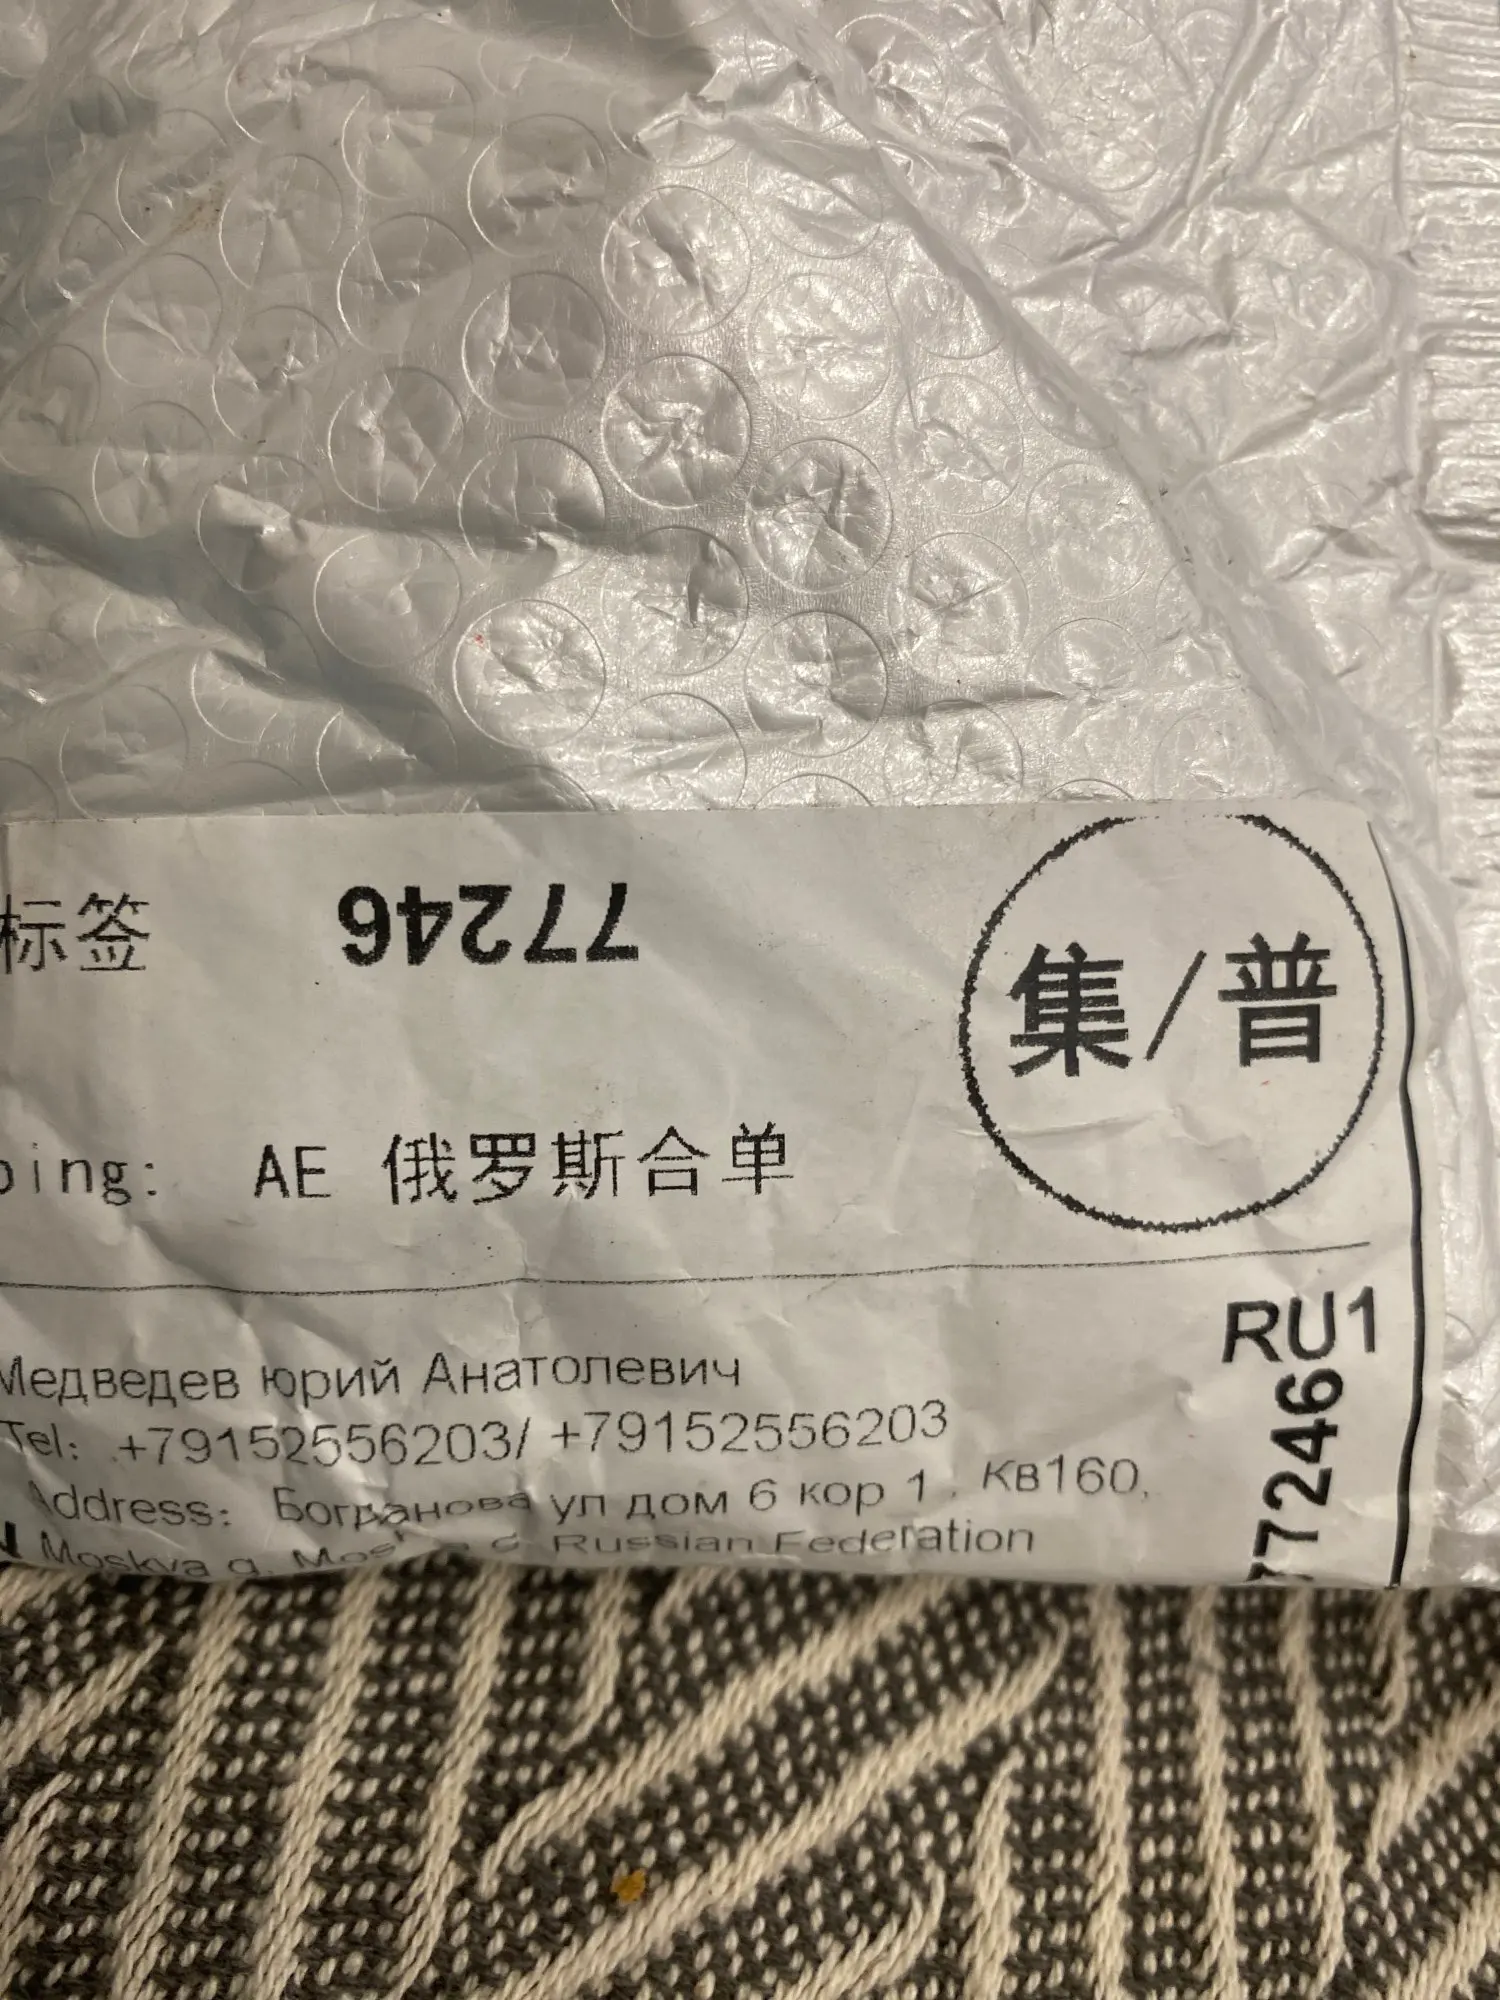 标签 77246
集/普
ping: AE 俄罗斯合单
RU1
Медведев юрий Анатолевич
Tel: +79152556203/ +79152556203
Address: Богданова ул дом 6 кор 1, Кв160,
Moskva g, Russian Federation
77246